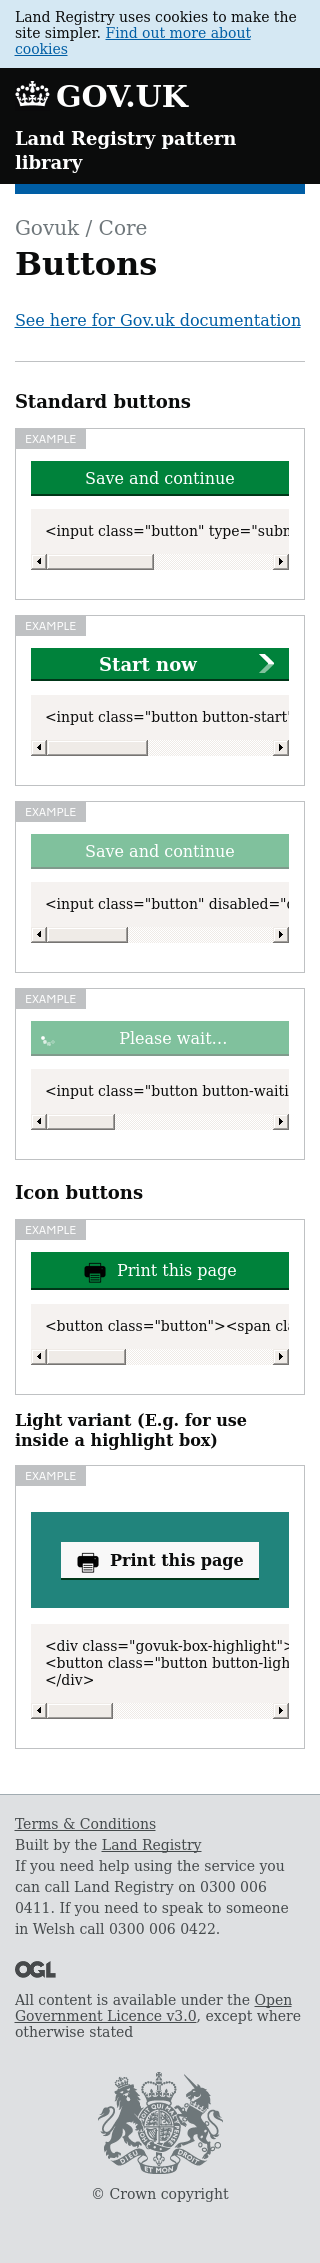 Land Registry uses cookies to make the
site simpler. Find out more about
cookies
GOV.UK
Land Registry pattern
library
Govuk / Core
Buttons
See here for Gov.uk documentation
Standard buttons
EXAMPLE
Save and continue
<input class="button" type="subm
EXAMPLE
Start now
<input class="button button-start"
EXAMPLE
Save and continue
<input class="button" disabled="d
EXAMPLE
Please wait…
<input class="button button-waiti
Icon buttons
EXAMPLE
Print this page
<button class="button"><span cla
Light variant (E.g. for use
inside a highlight box)
EXAMPLE
Print this page
<div class="govuk-box-highlight">
<button class="button button-ligh
</div>
Terms & Conditions
Built by the Land Registry
If you need help using the service you
can call Land Registry on 0300 006
0411. If you need to speak to someone
in Welsh call 0300 006 0422.
OGL
All content is available under the Open
Government Licence v3.0, except where
otherwise stated
© Crown copyright